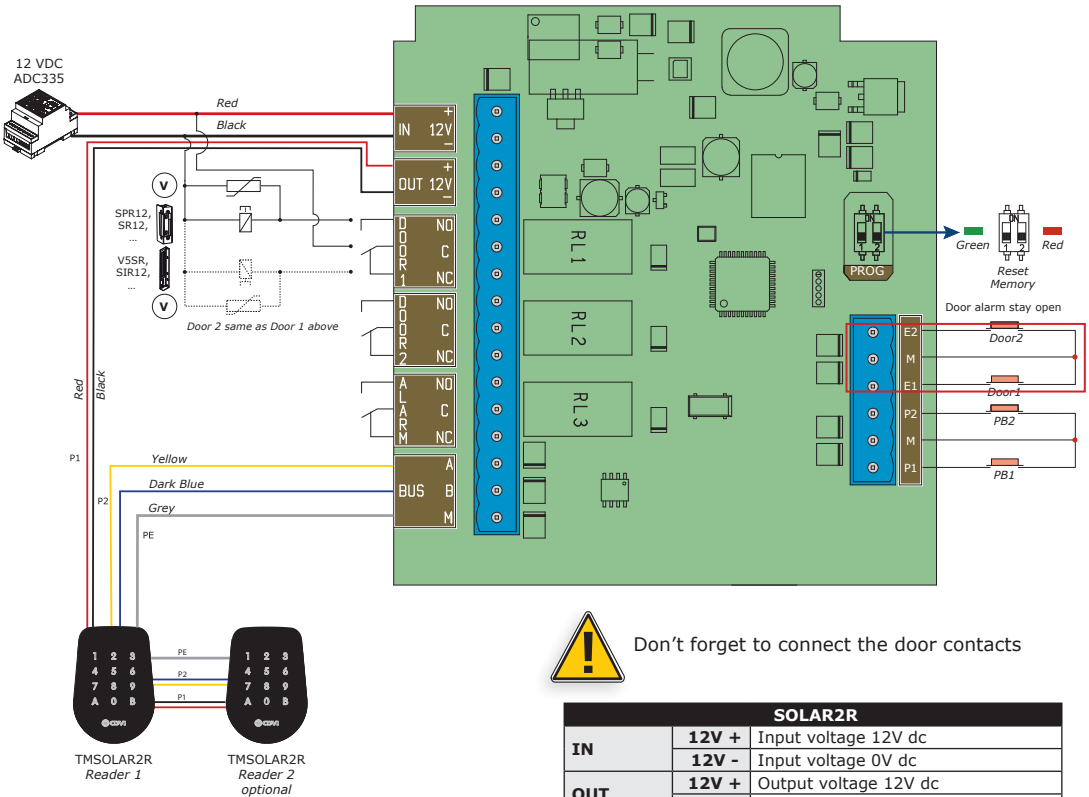 12 VDC
ADC335
Red
Black
IN 12V + -
OUT 12V + -
V
SPR12,
SR12,
...
V5SR,
SIR12,
...
V
Door 2 same as Door 1 above
DOOR1 NO C NC
DOOR2 NO C NC
ALARM NO C NC
BUS A B M
RL1
RL2
RL3
ON
1 2
PROG
Green
ON
1 2
Red
Reset
Memory
Door alarm stay open
E2
Door2
M
E1
Door1
P2
PB2
M
P1
PB1
Red
Black
P1
Yellow
Dark Blue
P2
Grey
PE
1 2 3
4 5 6
7 8 9
A 0 B
CDVI
PE
P2
P1
1 2 3
4 5 6
7 8 9
A 0 B
CDVI
TMSOLAR2R
Reader 1
TMSOLAR2R
Reader 2
optional
! Don't forget to connect the door contacts
SOLAR2R
IN 12V + Input voltage 12V dc
12V - Input voltage 0V dc
OUT 12V + Output voltage 12V dc